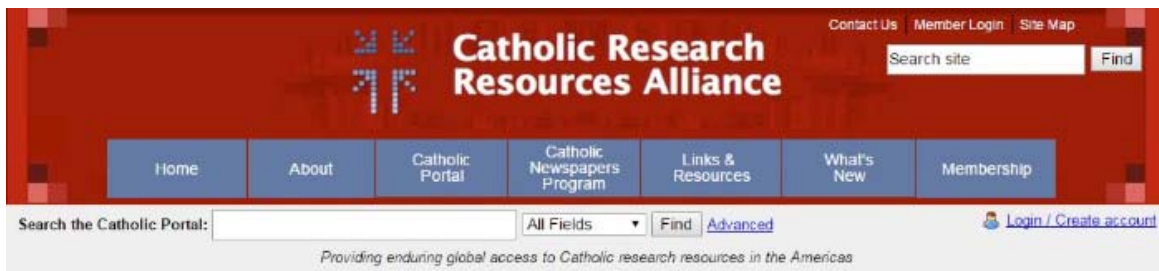 Contact Us Member Login Site Map
Catholic Research
Resources Alliance
Search site Find
Home
About
Catholic
Portal
Catholic
Newspapers
Program
Links &
Resources
What's
New
Membership
Search the Catholic Portal: All Fields Find Advanced Login / Create account
Providing enduring global access to Catholic research resources in the Americas